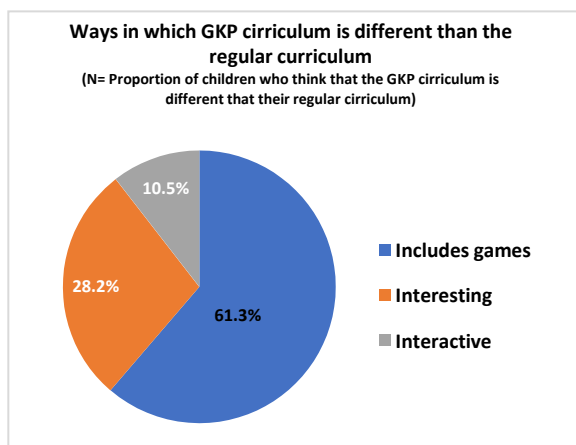 Ways in which GKP cirriculum is different than the
regular curriculum
(N= Proportion of children who think that the GKP cirriculum is
different that their regular cirriculum)
10.5%
28.2%
61.3%
Includes games
Interesting
Interactive